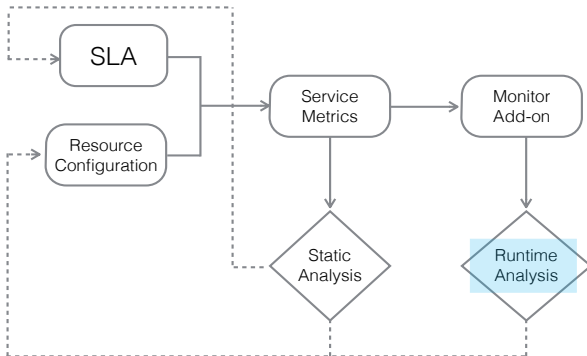 SLA
Resource
Configuration
Service
Metrics
Monitor
Add-on
Static
Analysis
Runtime
Analysis